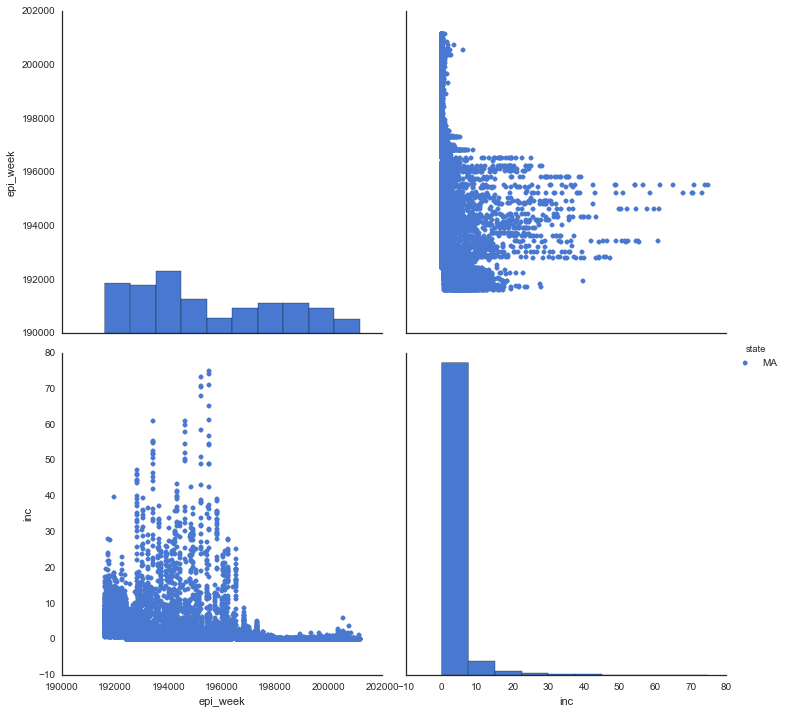 202000
200000
198000
196000
194000
192000
190000
epi_week
state
MA
80
70
60
50
40
30
20
10
0
−10
inc
190000 192000 194000 196000 198000 200000 202000
epi_week
−10 0 10 20 30 40 50 60 70 80
inc